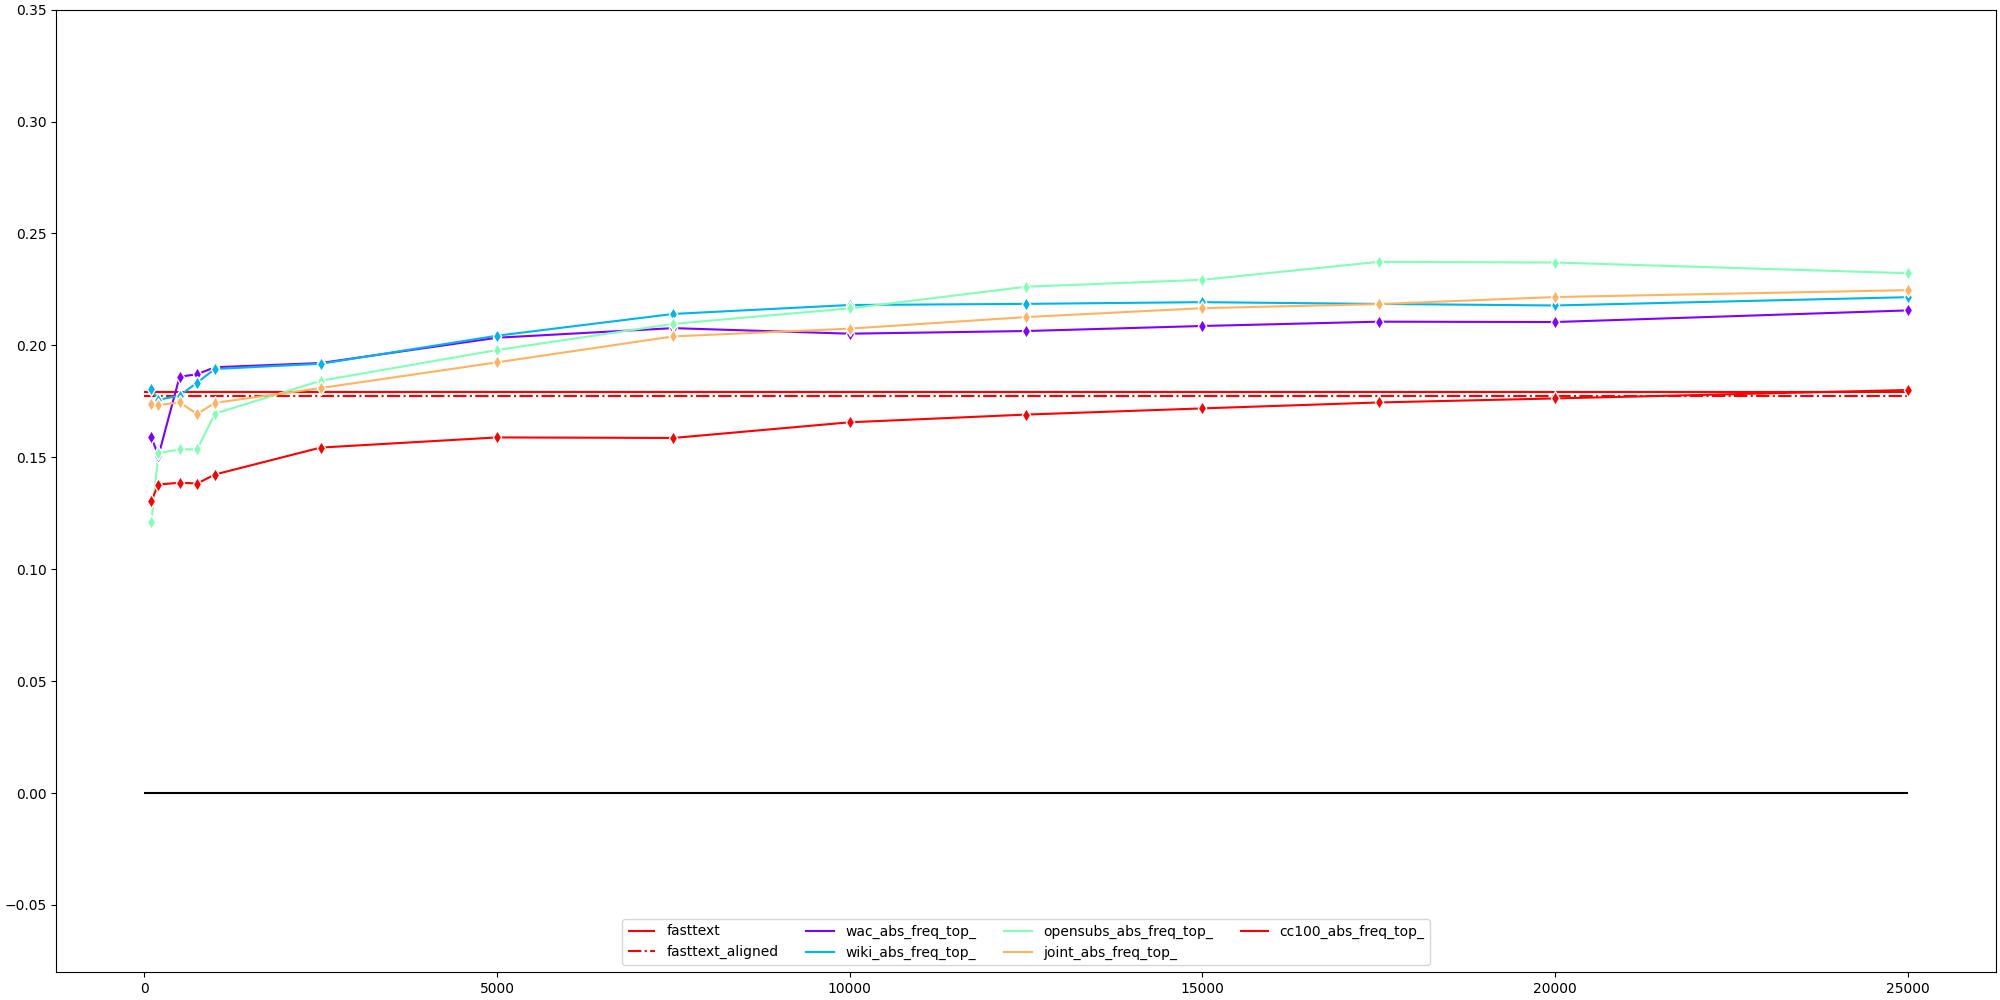 0.35
0.30
0.25
0.20
0.15
0.10
0.05
0.00
−0.05
fasttext
fasttext_aligned
wac_abs_freq_top_
wiki_abs_freq_top_
opensubs_abs_freq_top_
joint_abs_freq_top_
cc100_abs_freq_top_
0 5000 10000 15000 20000 25000